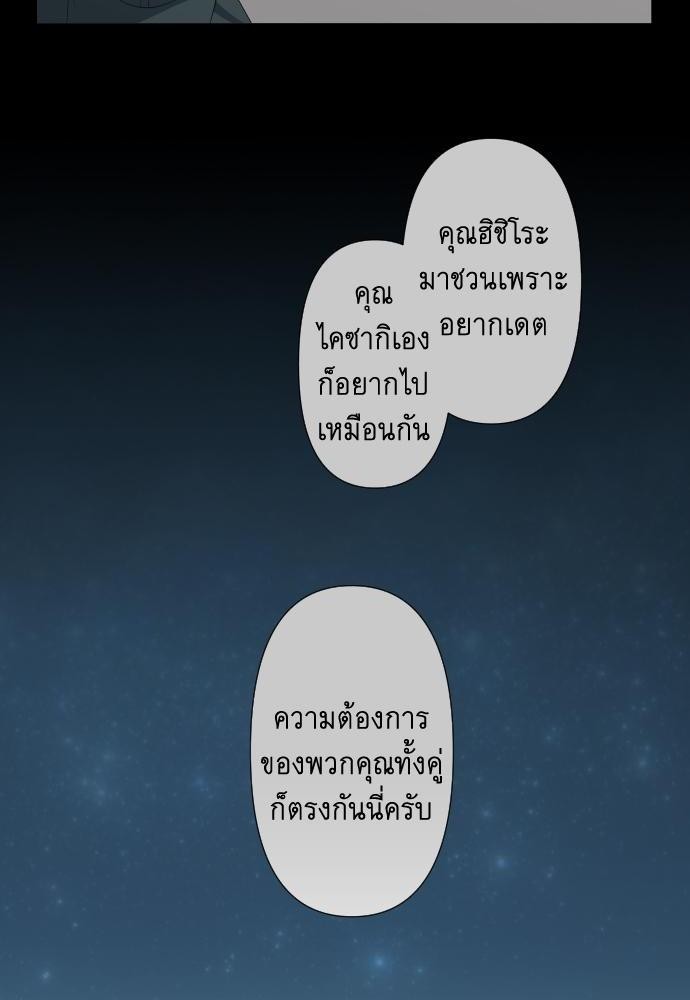 คุณฮิชิโระ
มาชวนเพราะ
อยากเดต
คุณ
ไคซากิเอง
ก็อยากไป
เหมือนกัน
ความต้องการ
ของพวกคุณทั้งคู่
ก็ตรงกันนี่ครับ